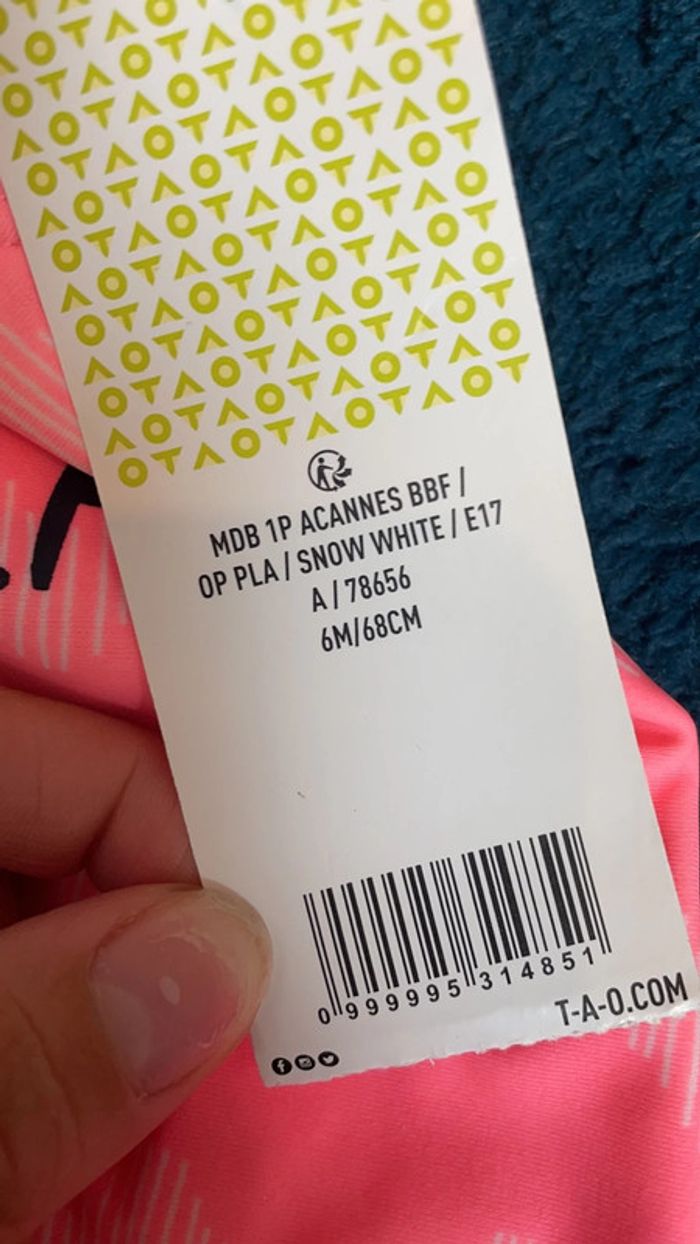 MDB 1P ACANNES BBF /
OP PLA / SNOW WHITE / E17
A / 78656
6M/68CM
0 999995 314851
T-A-O.COM